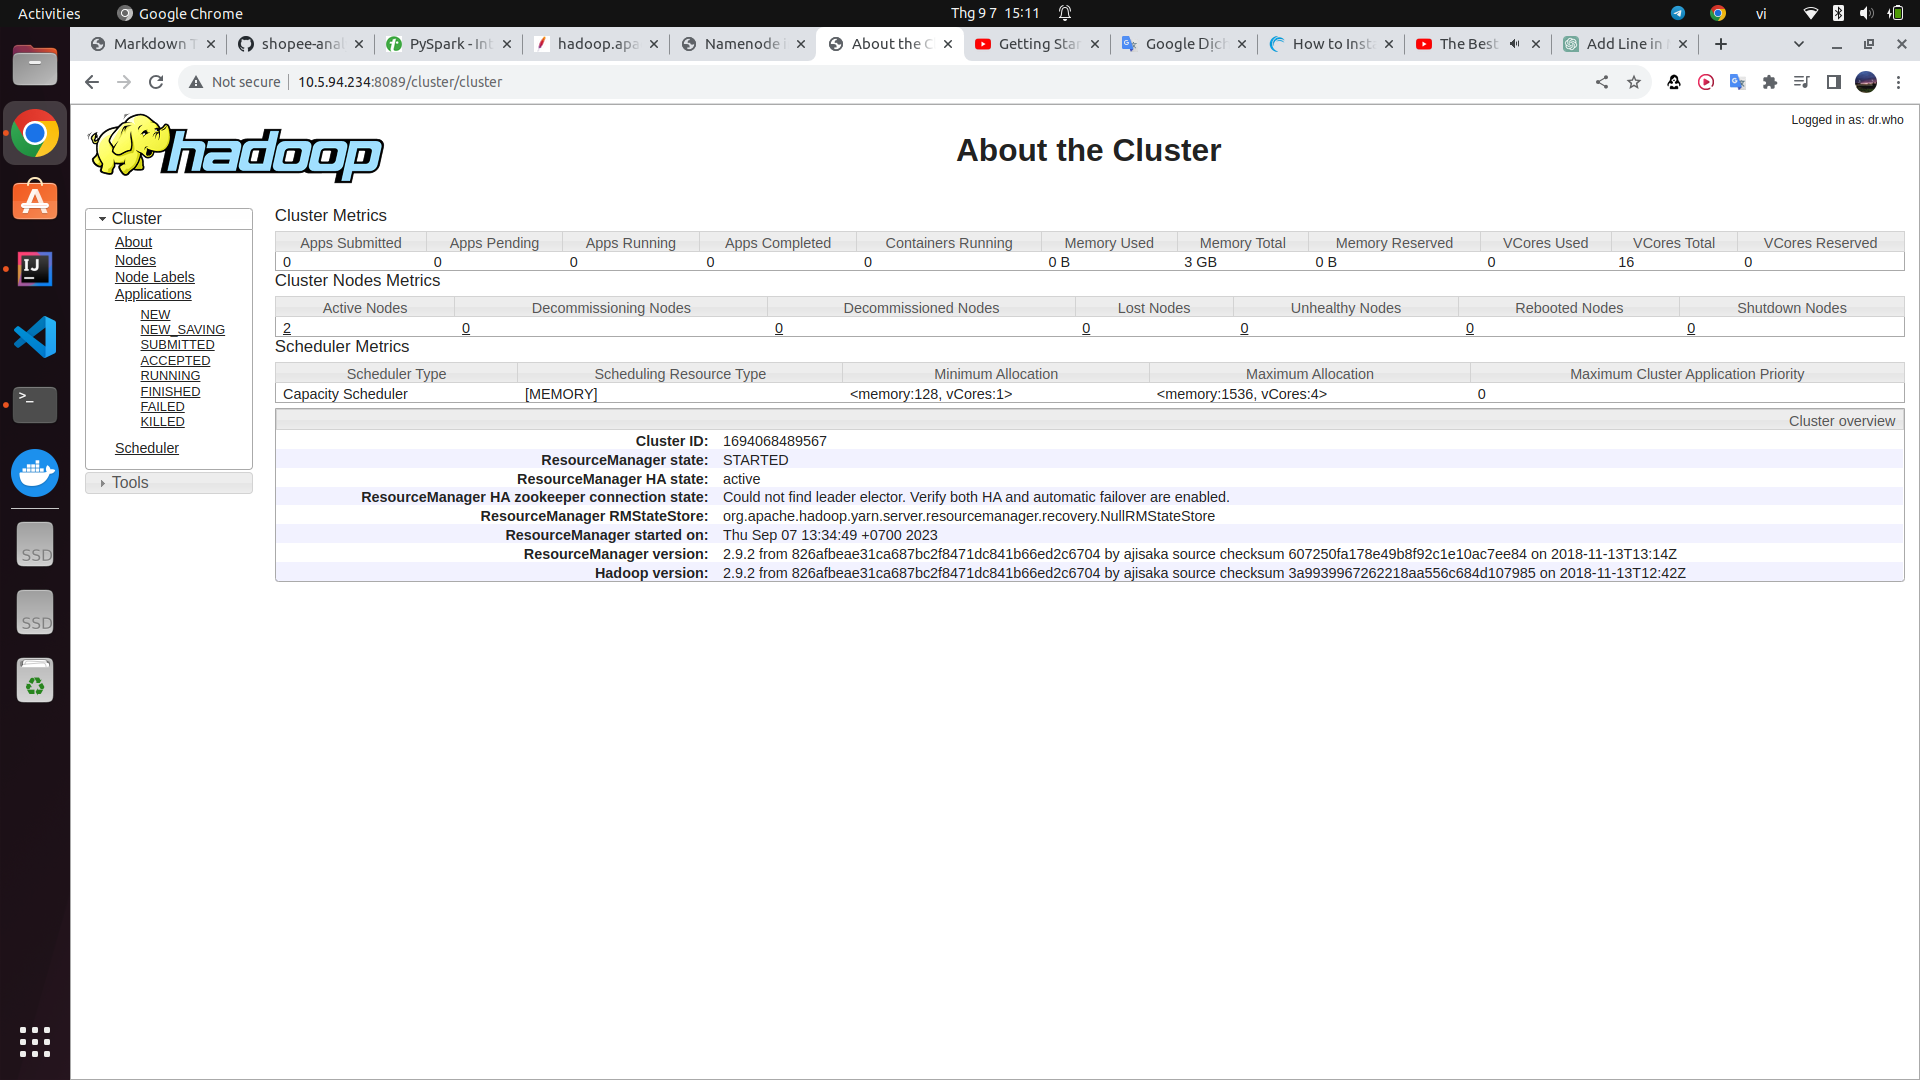 Activities Google Chrome Thg 9 7 15:11 vi
Markdown T shopee-anal PySpark - Int hadoop.apa Namenode i About the C Getting Star Google Dịch How to Insta The Best Add Line in
Not secure 10.5.94.234:8089/cluster/cluster
hadoop
About the Cluster
Logged in as: dr.who
Cluster
About
Nodes
Node Labels
Applications
NEW
NEW_SAVING
SUBMITTED
ACCEPTED
RUNNING
FINISHED
FAILED
KILLED
Scheduler
Tools
Cluster Metrics
Apps Submitted Apps Pending Apps Running Apps Completed Containers Running Memory Used Memory Total Memory Reserved VCores Used VCores Total VCores Reserved
0 0 0 0 0 0 B 3 GB 0 B 0 16 0
Cluster Nodes Metrics
Active Nodes Decommissioning Nodes Decommissioned Nodes Lost Nodes Unhealthy Nodes Rebooted Nodes Shutdown Nodes
2 0 0 0 0 0 0
Scheduler Metrics
Scheduler Type Scheduling Resource Type Minimum Allocation Maximum Allocation Maximum Cluster Application Priority
Capacity Scheduler [MEMORY] <memory:128, vCores:1> <memory:1536, vCores:4> 0
Cluster overview
Cluster ID: 1694068489567
ResourceManager state: STARTED
ResourceManager HA state: active
ResourceManager HA zookeeper connection state: Could not find leader elector. Verify both HA and automatic failover are enabled.
ResourceManager RMStateStore: org.apache.hadoop.yarn.server.resourcemanager.recovery.NullRMStateStore
ResourceManager started on: Thu Sep 07 13:34:49 +0700 2023
ResourceManager version: 2.9.2 from 826afbeae31ca687bc2f8471dc841b66ed2c6704 by ajisaka source checksum 607250fa178e49b8f92c1e10ac7ee84 on 2018-11-13T13:14Z
Hadoop version: 2.9.2 from 826afbeae31ca687bc2f8471dc841b66ed2c6704 by ajisaka source checksum 3a9939967262218aa556c684d107985 on 2018-11-13T12:42Z
IJ
>_
SSD
SSD